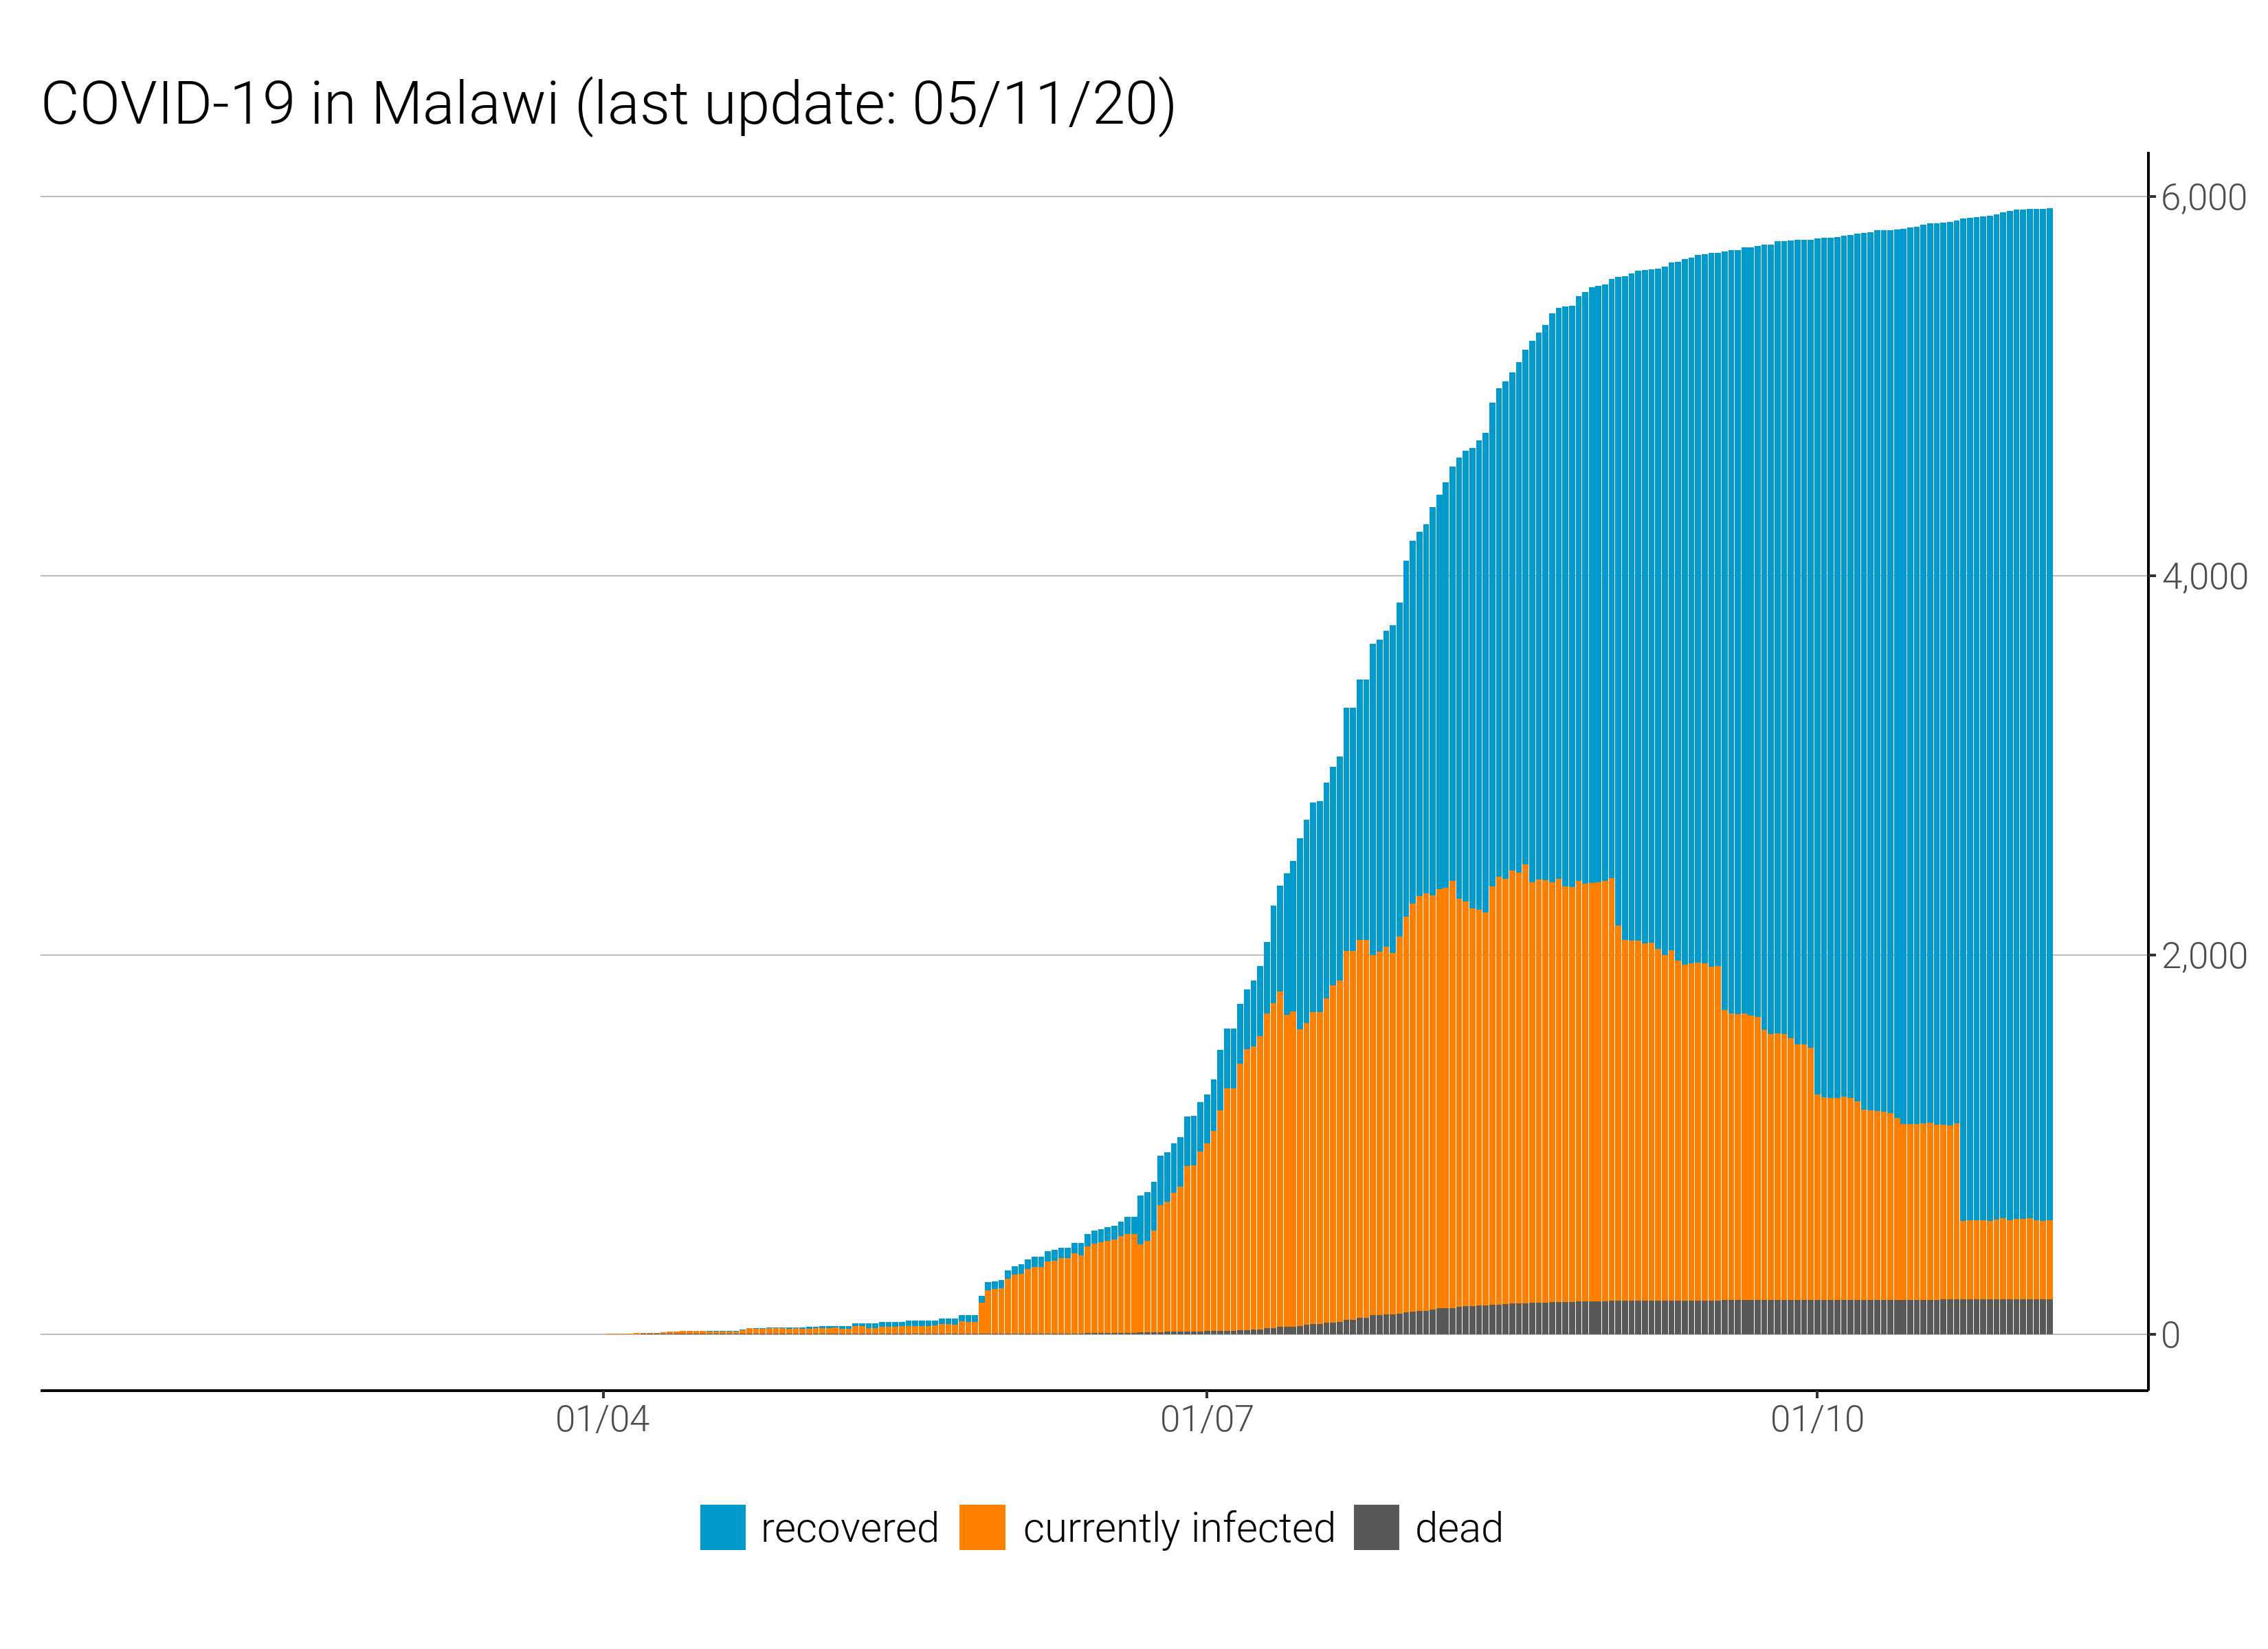 COVID-19 in Malawi (last update: 05/11/20)
6,000
4,000
2,000
0
01/04 01/07 01/10
recovered currently infected dead